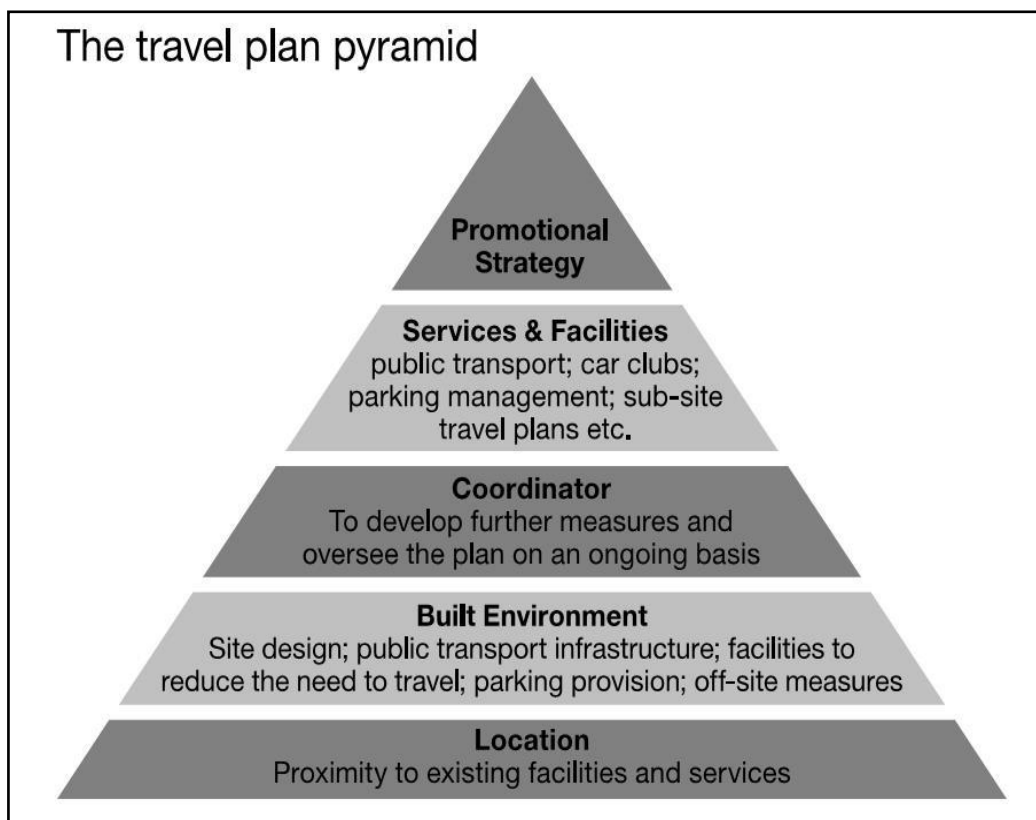 The travel plan pyramid
Promotional
Strategy
Services & Facilities
public transport; car clubs;
parking management; sub-site
travel plans etc.
Coordinator
To develop further measures and
oversee the plan on an ongoing basis
Built Environment
Site design; public transport infrastructure; facilities to
reduce the need to travel; parking provision; off-site measures
Location
Proximity to existing facilities and services